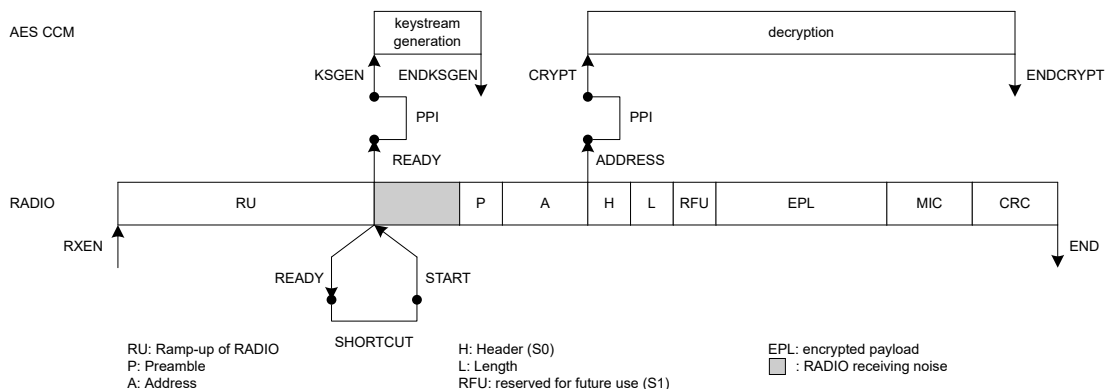 AES CCM
keystream
generation
decryption
KSGEN
ENDKSGEN
CRYPT
ENDCRYPT
PPI
PPI
READY
ADDRESS
RADIO
RU
P
A
H
L
RFU
EPL
MIC
CRC
RXEN
END
READY
START
SHORTCUT
RU: Ramp-up of RADIO
P: Preamble
A: Address
H: Header (S0)
L: Length
RFU: reserved for future use (S1)
EPL: encrypted payload
: RADIO receiving noise